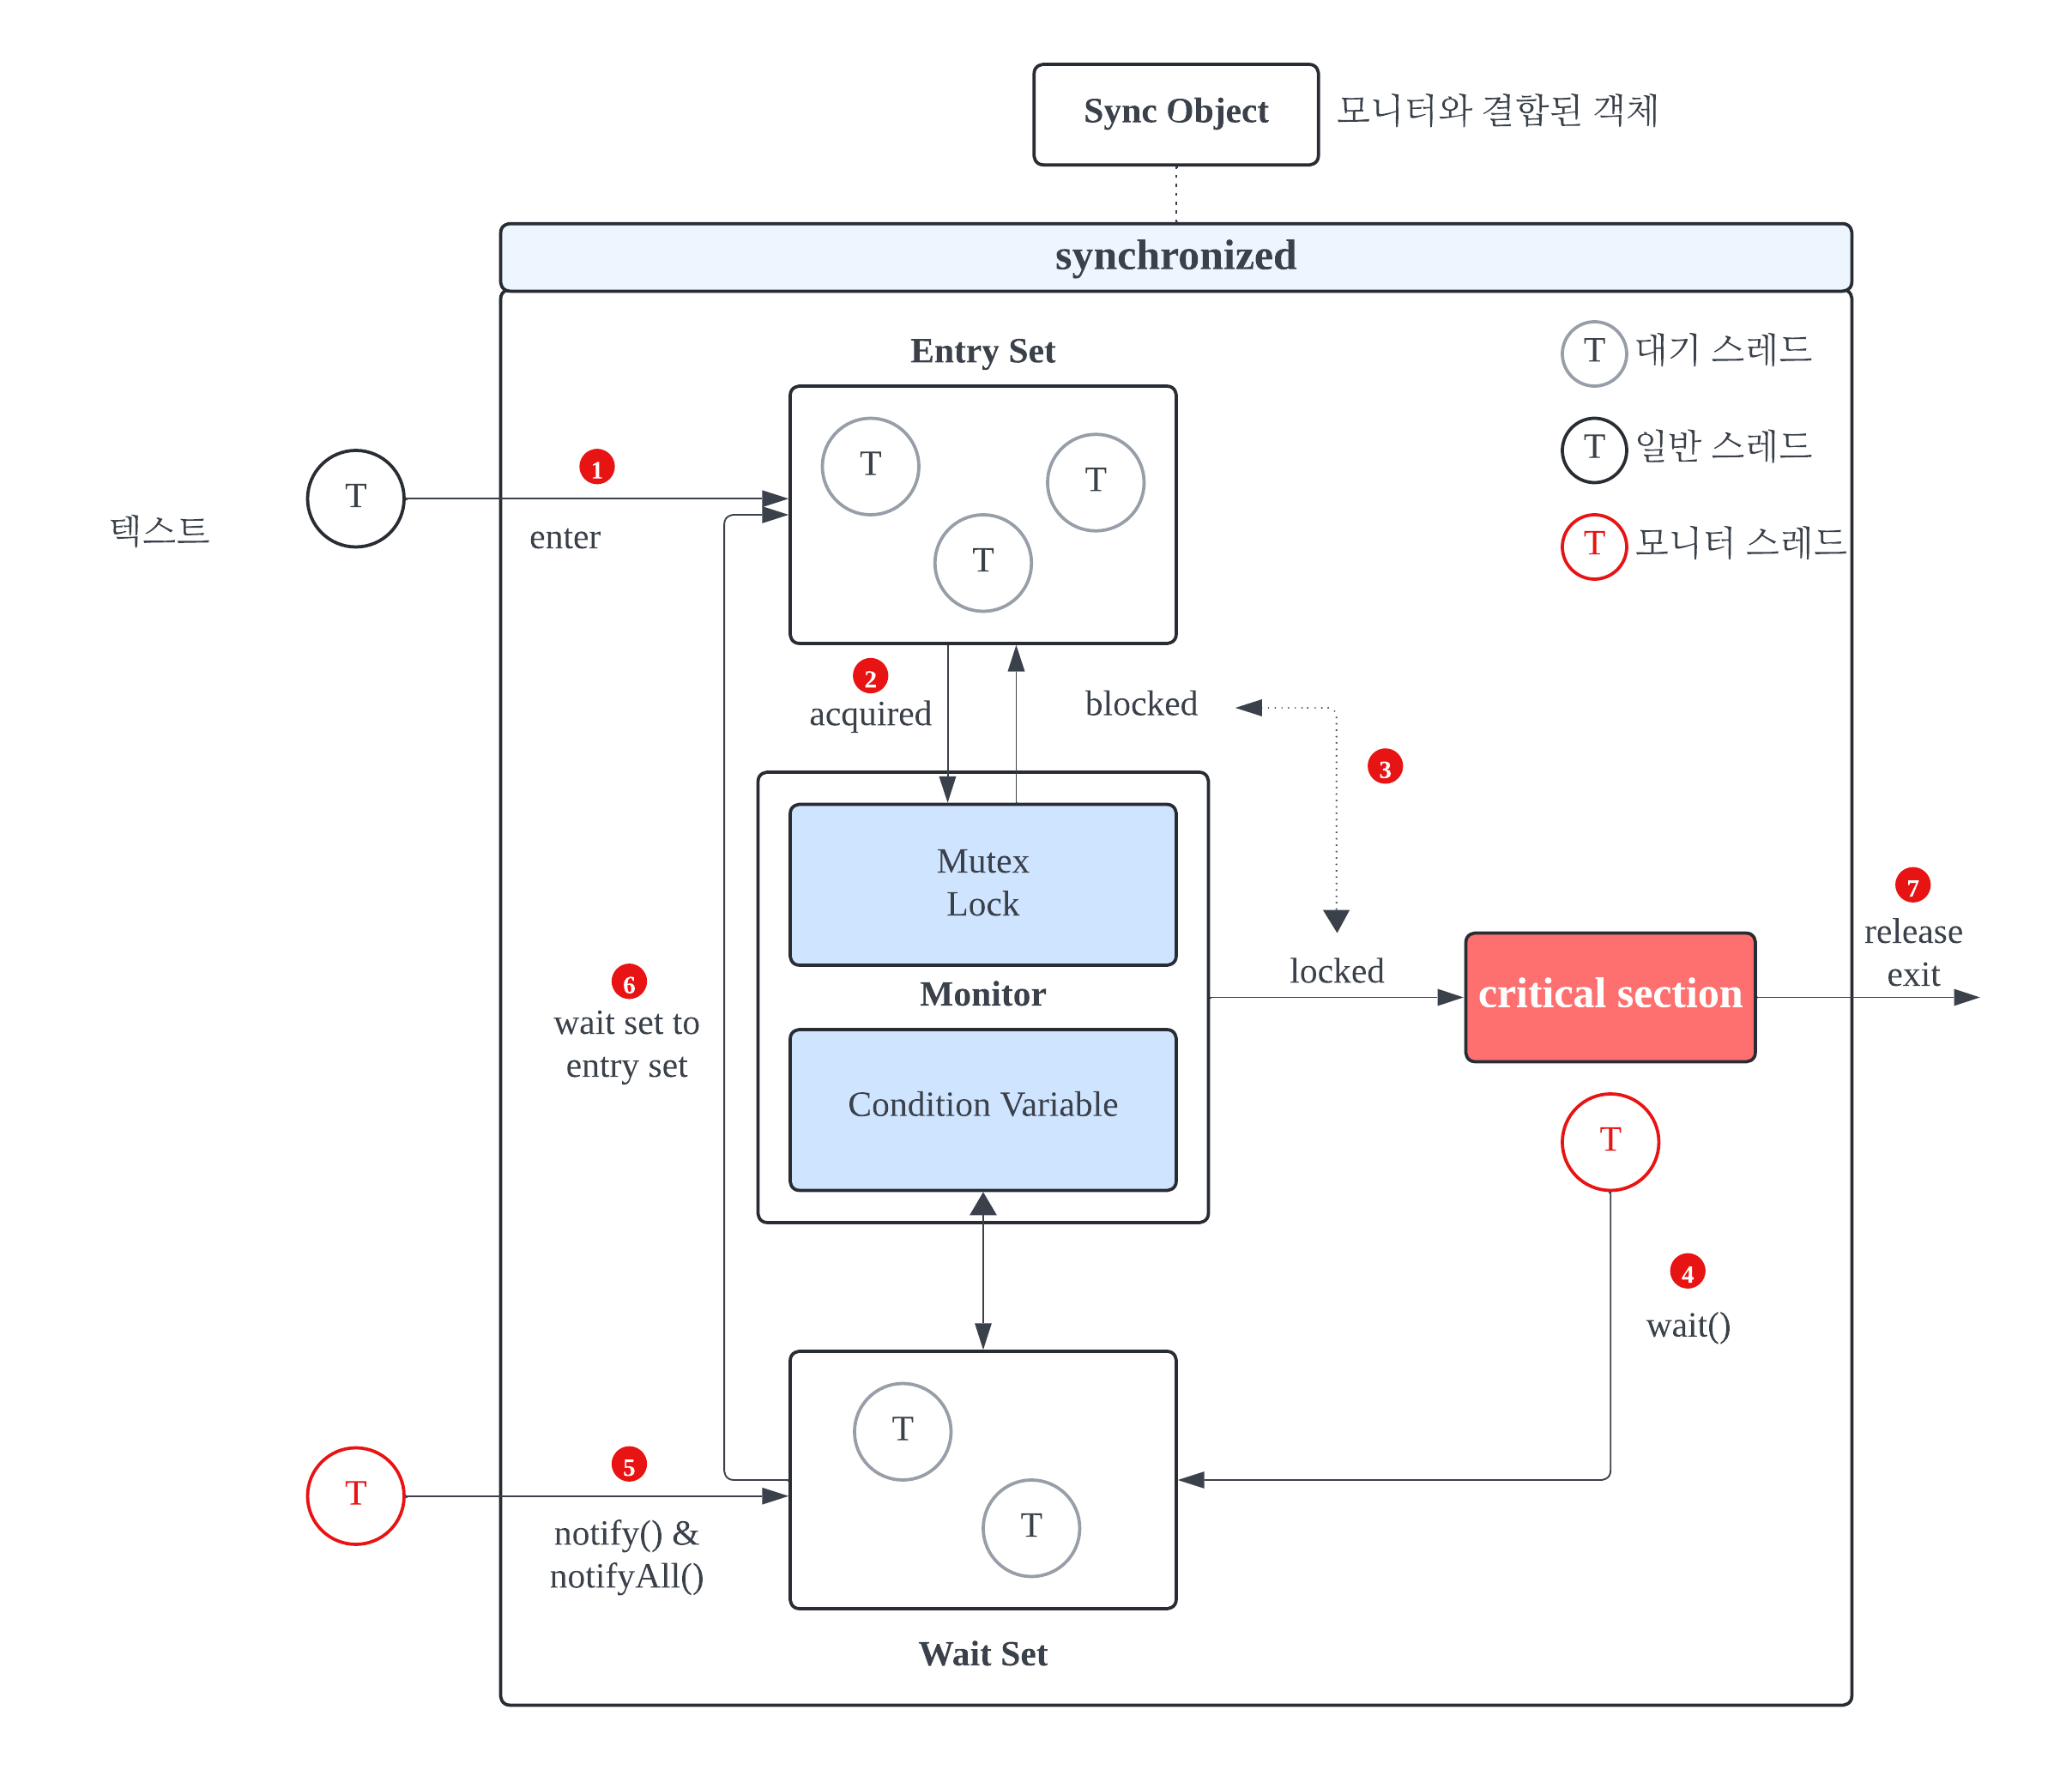 Sync Object
모니터와 결합된 객체
synchronized
Entry Set
T
대기 스레드
T
일반 스레드
T
모니터 스레드
T
T
T
T
1
enter
텍스트
2
acquired
blocked
3
Mutex
Lock
Monitor
Condition Variable
locked
critical section
7
release
exit
6
wait set to
entry set
T
4
wait()
T
T
T
5
notify() &
notifyAll()
Wait Set